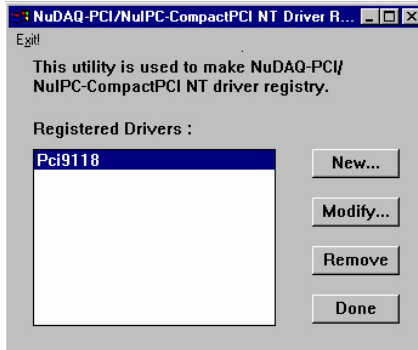 NuDAQ-PCI/NuIPC-CompactPCI NT Driver R...
Exit!
This utility is used to make NuDAQ-PCI/
NuIPC-CompactPCI NT driver registry.
Registered Drivers :
Pci9118
New...
Modify...
Remove
Done